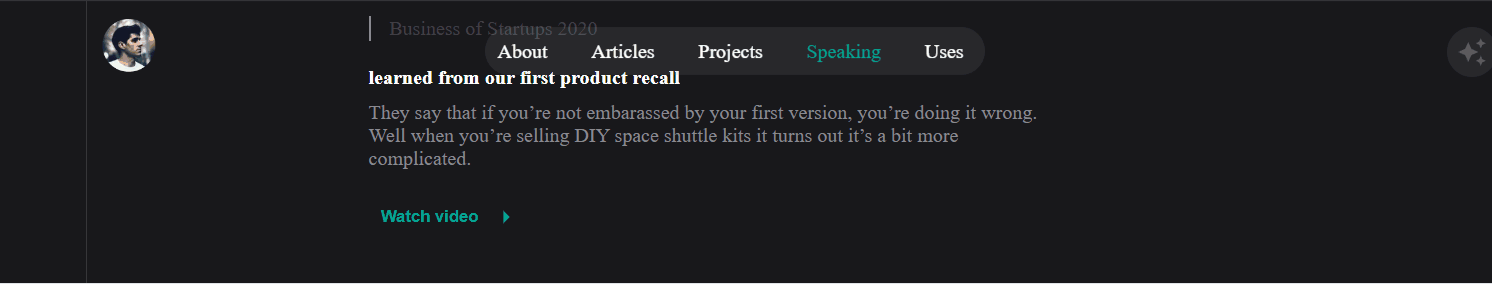 Business of Startups 2020
About Articles Projects Speaking Uses
learned from our first product recall
They say that if you’re not embarassed by your first version, you’re doing it wrong.
Well when you’re selling DIY space shuttle kits it turns out it’s a bit more
complicated.
Watch video